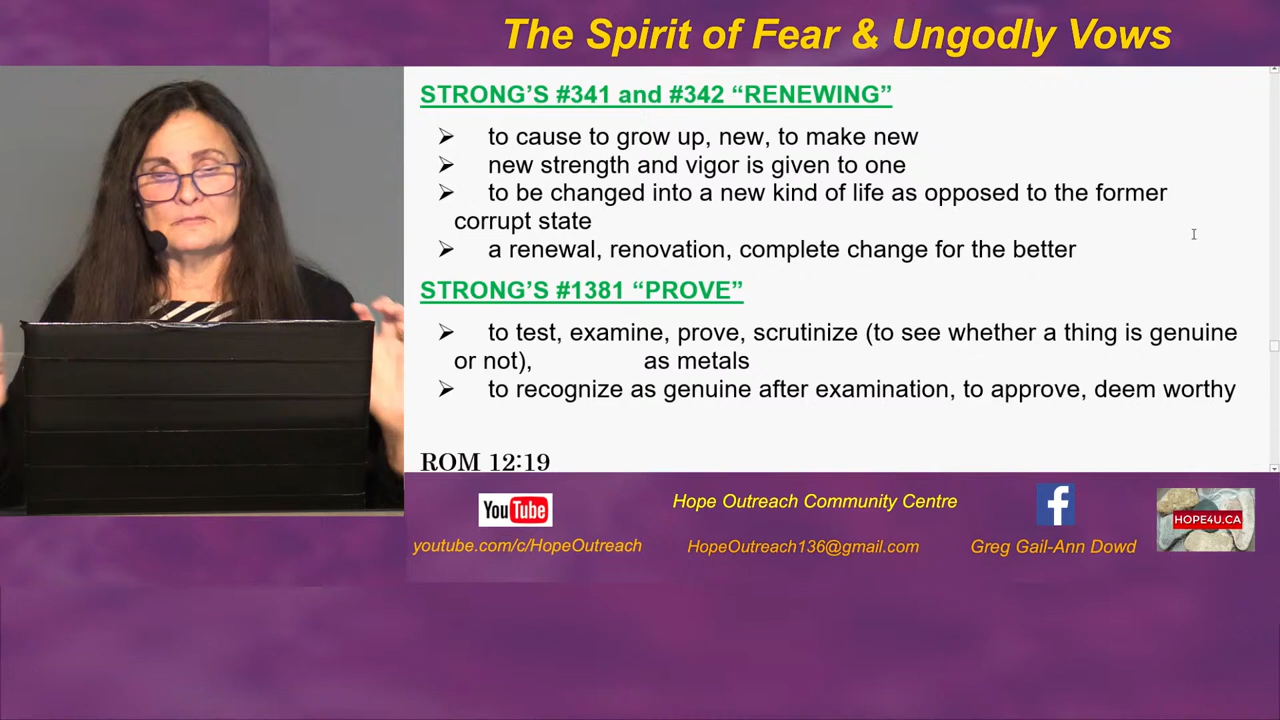 The Spirit of Fear & Ungodly Vows
STRONG’S #341 and #342 “RENEWING”
➢ to cause to grow up, new, to make new
➢ new strength and vigor is given to one
➢ to be changed into a new kind of life as opposed to the former
corrupt state
➢ a renewal, renovation, complete change for the better
STRONG’S #1381 “PROVE”
➢ to test, examine, prove, scrutinize (to see whether a thing is genuine
or not), as metals
➢ to recognize as genuine after examination, to approve, deem worthy
ROM 12:19
YouTube
youtube.com/c/HopeOutreach
Hope Outreach Community Centre
HopeOutreach136@gmail.com
f
Greg Gail-Ann Dowd
HOPE4U.CA